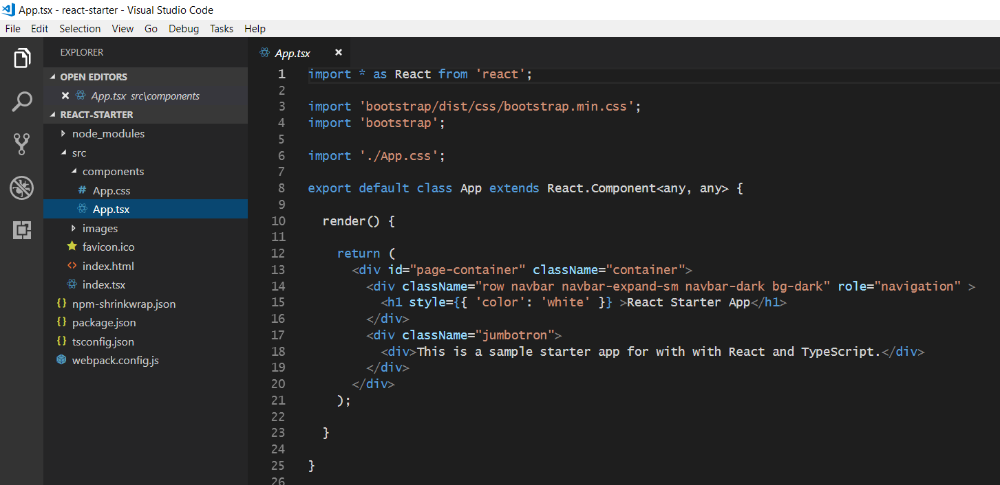 App.tsx - react-starter - Visual Studio Code
File Edit Selection View Go Debug Tasks Help
EXPLORER
OPEN EDITORS
App.tsx src\components
REACT-STARTER
node_modules
src
components
App.css
App.tsx
images
favicon.ico
index.html
index.tsx
npm-shrinkwrap.json
package.json
tsconfig.json
webpack.config.js
App.tsx
1 import * as React from 'react';
2
3 import 'bootstrap/dist/css/bootstrap.min.css';
4 import 'bootstrap';
5
6 import './App.css';
7
8 export default class App extends React.Component<any, any> {
9
10 render() {
11
12 return (
13 <div id="page-container" className="container">
14 <div className="row navbar navbar-expand-sm navbar-dark bg-dark" role="navigation" >
15 <h1 style={{ 'color': 'white' }} >React Starter App</h1>
16 </div>
17 <div className="jumbotron">
18 <div>This is a sample starter app for with with React and TypeScript.</div>
19 </div>
20 </div>
21 );
22
23 }
24
25 }
26